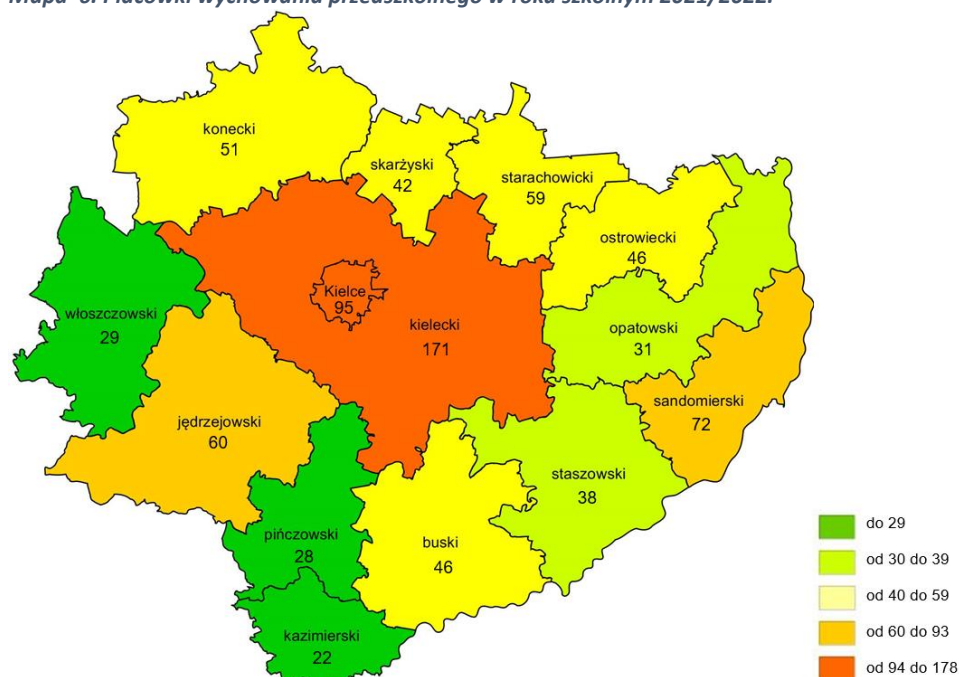 Mapa 8. Placówki wychowania przedszkolnego w roku szkolnym 2021/2022.
konecki
51
skarżyski
42
starachowicki
59
ostrowiecki
46
włoszczowski
29
Kielce
95
kielecki
171
opatowski
31
jędrzejowski
60
sandomierski
72
staszowski
38
pińczowski
28
buski
46
kazimierski
22
do 29
od 30 do 39
od 40 do 59
od 60 do 93
od 94 do 178